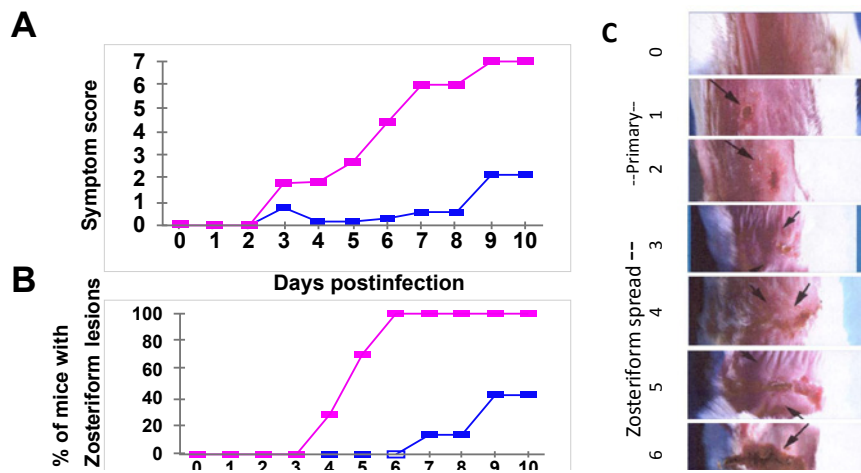 A
Symptom score
7
6
5
4
3
2
1
0
0 1 2 3 4 5 6 7 8 9 10
Days postinfection
B
% of mice with
Zosteriform lesions
100
80
60
40
20
0
0 1 2 3 4 5 6 7 8 9 10
C
0
1
2
3
4
5
6
--Primary--
Zosteriform spread --